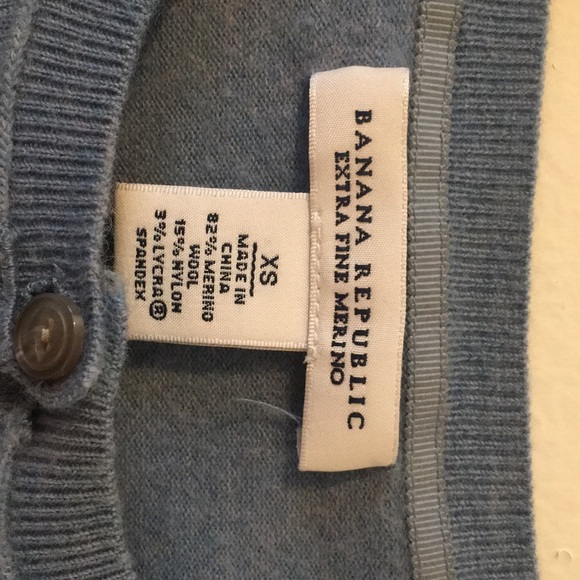 BANANA REPUBLIC
EXTRA FINE MERINO
XS
MADE IN
CHINA
82% MERINO
WOOL
15% NYLON
3% LYCRA®
SPANDEX